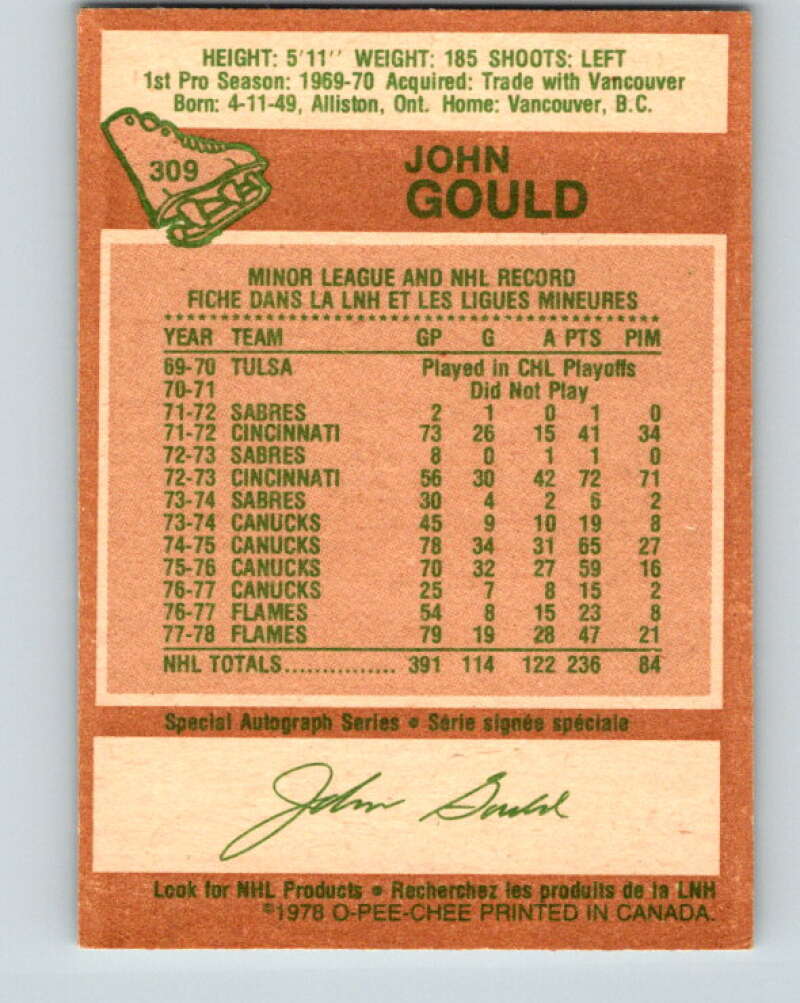 HEIGHT: 5'11'' WEIGHT: 185 SHOOTS: LEFT
1st Pro Season: 1969-70 Acquired: Trade with Vancouver
Born: 4-11-49, Alliston, Ont. Home: Vancouver, B.C.
309
JOHN
GOULD
MINOR LEAGUE AND NHL RECORD
FICHE DANS LA LNH ET LES LIGUES MINEURES
YEAR TEAM GP G A PTS PIM
69-70 TULSA Played in CHL Playoffs
70-71 Did Not Play
71-72 SABRES 2 1 0 1 0
71-72 CINCINNATI 73 26 15 41 34
72-73 SABRES 8 0 1 1 0
72-73 CINCINNATI 56 30 42 72 71
73-74 SABRES 30 4 2 6 2
73-74 CANUCKS 45 9 10 19 8
74-75 CANUCKS 78 34 31 65 27
75-76 CANUCKS 70 32 27 59 16
76-77 CANUCKS 25 7 8 15 2
76-77 FLAMES 54 8 15 23 8
77-78 FLAMES 79 19 28 47 21
NHL TOTALS............... 391 114 122 236 84
Special Autograph Series • Série signée spéciale
John Gould
Look for NHL Products • Recherchez les produits de la LNH
©1978 O-PEE-CHEE PRINTED IN CANADA.